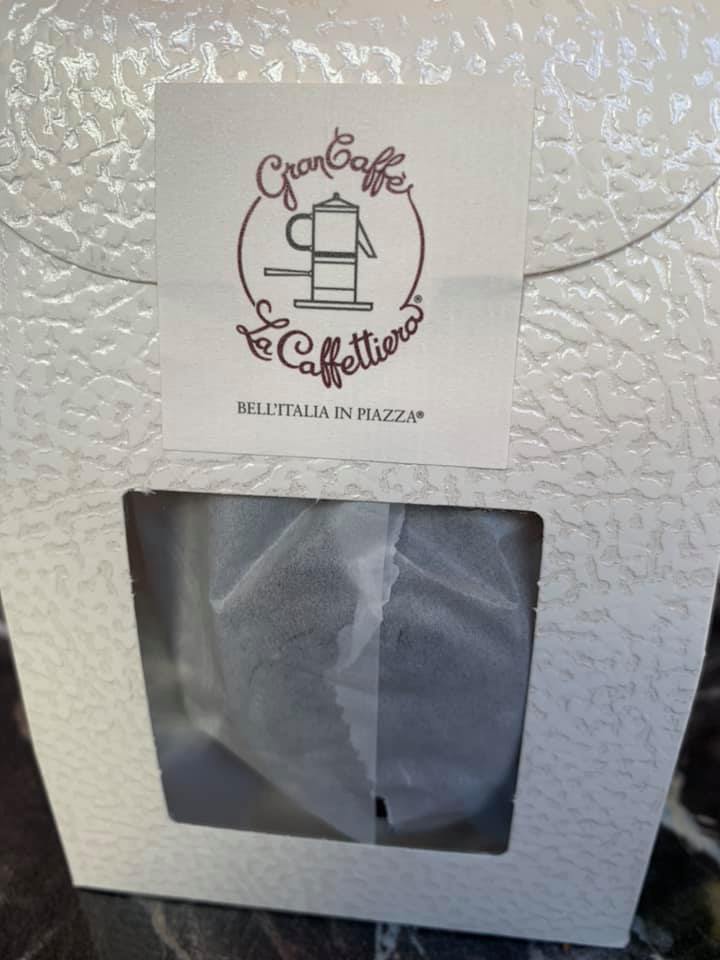 Gran Caffè
La Caffettiera®
BELL'ITALIA IN PIAZZA®